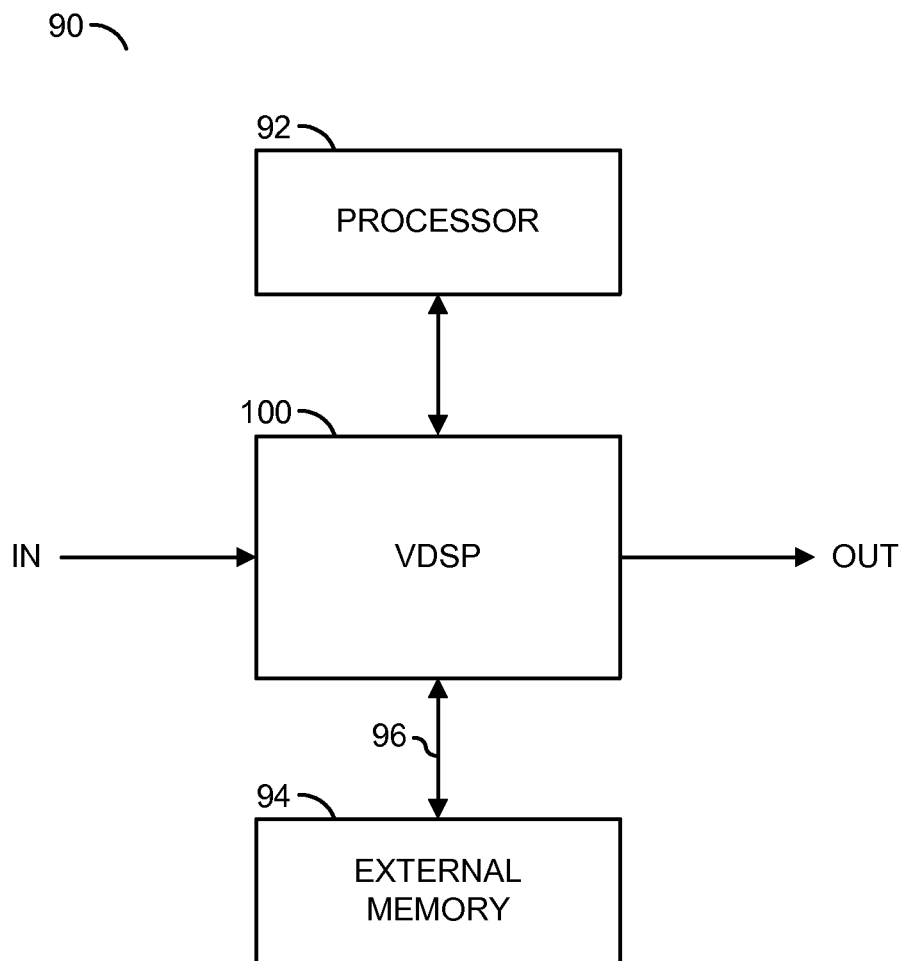 90
92
PROCESSOR
100
IN
VDSP
OUT
96
94
EXTERNAL
MEMORY